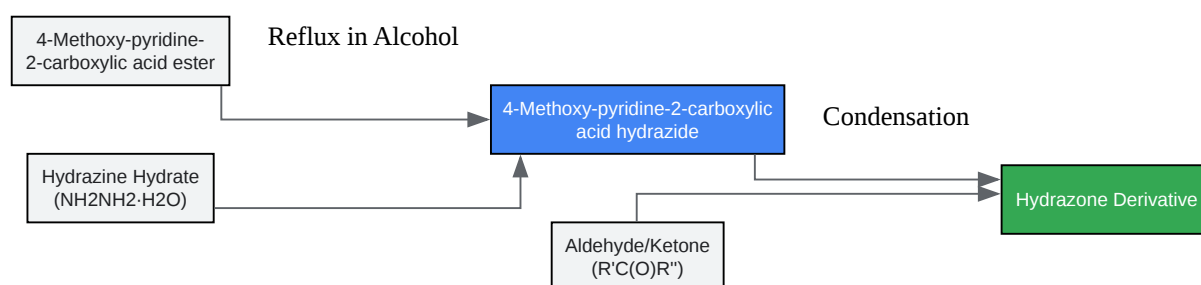 4-Methoxy-pyridine-
2-carboxylic acid ester
Reflux in Alcohol
4-Methoxy-pyridine-2-carboxylic
acid hydrazide
Condensation
Hydrazine Hydrate
(NH2NH2·H2O)
Hydrazone Derivative
Aldehyde/Ketone
(R'C(O)R")